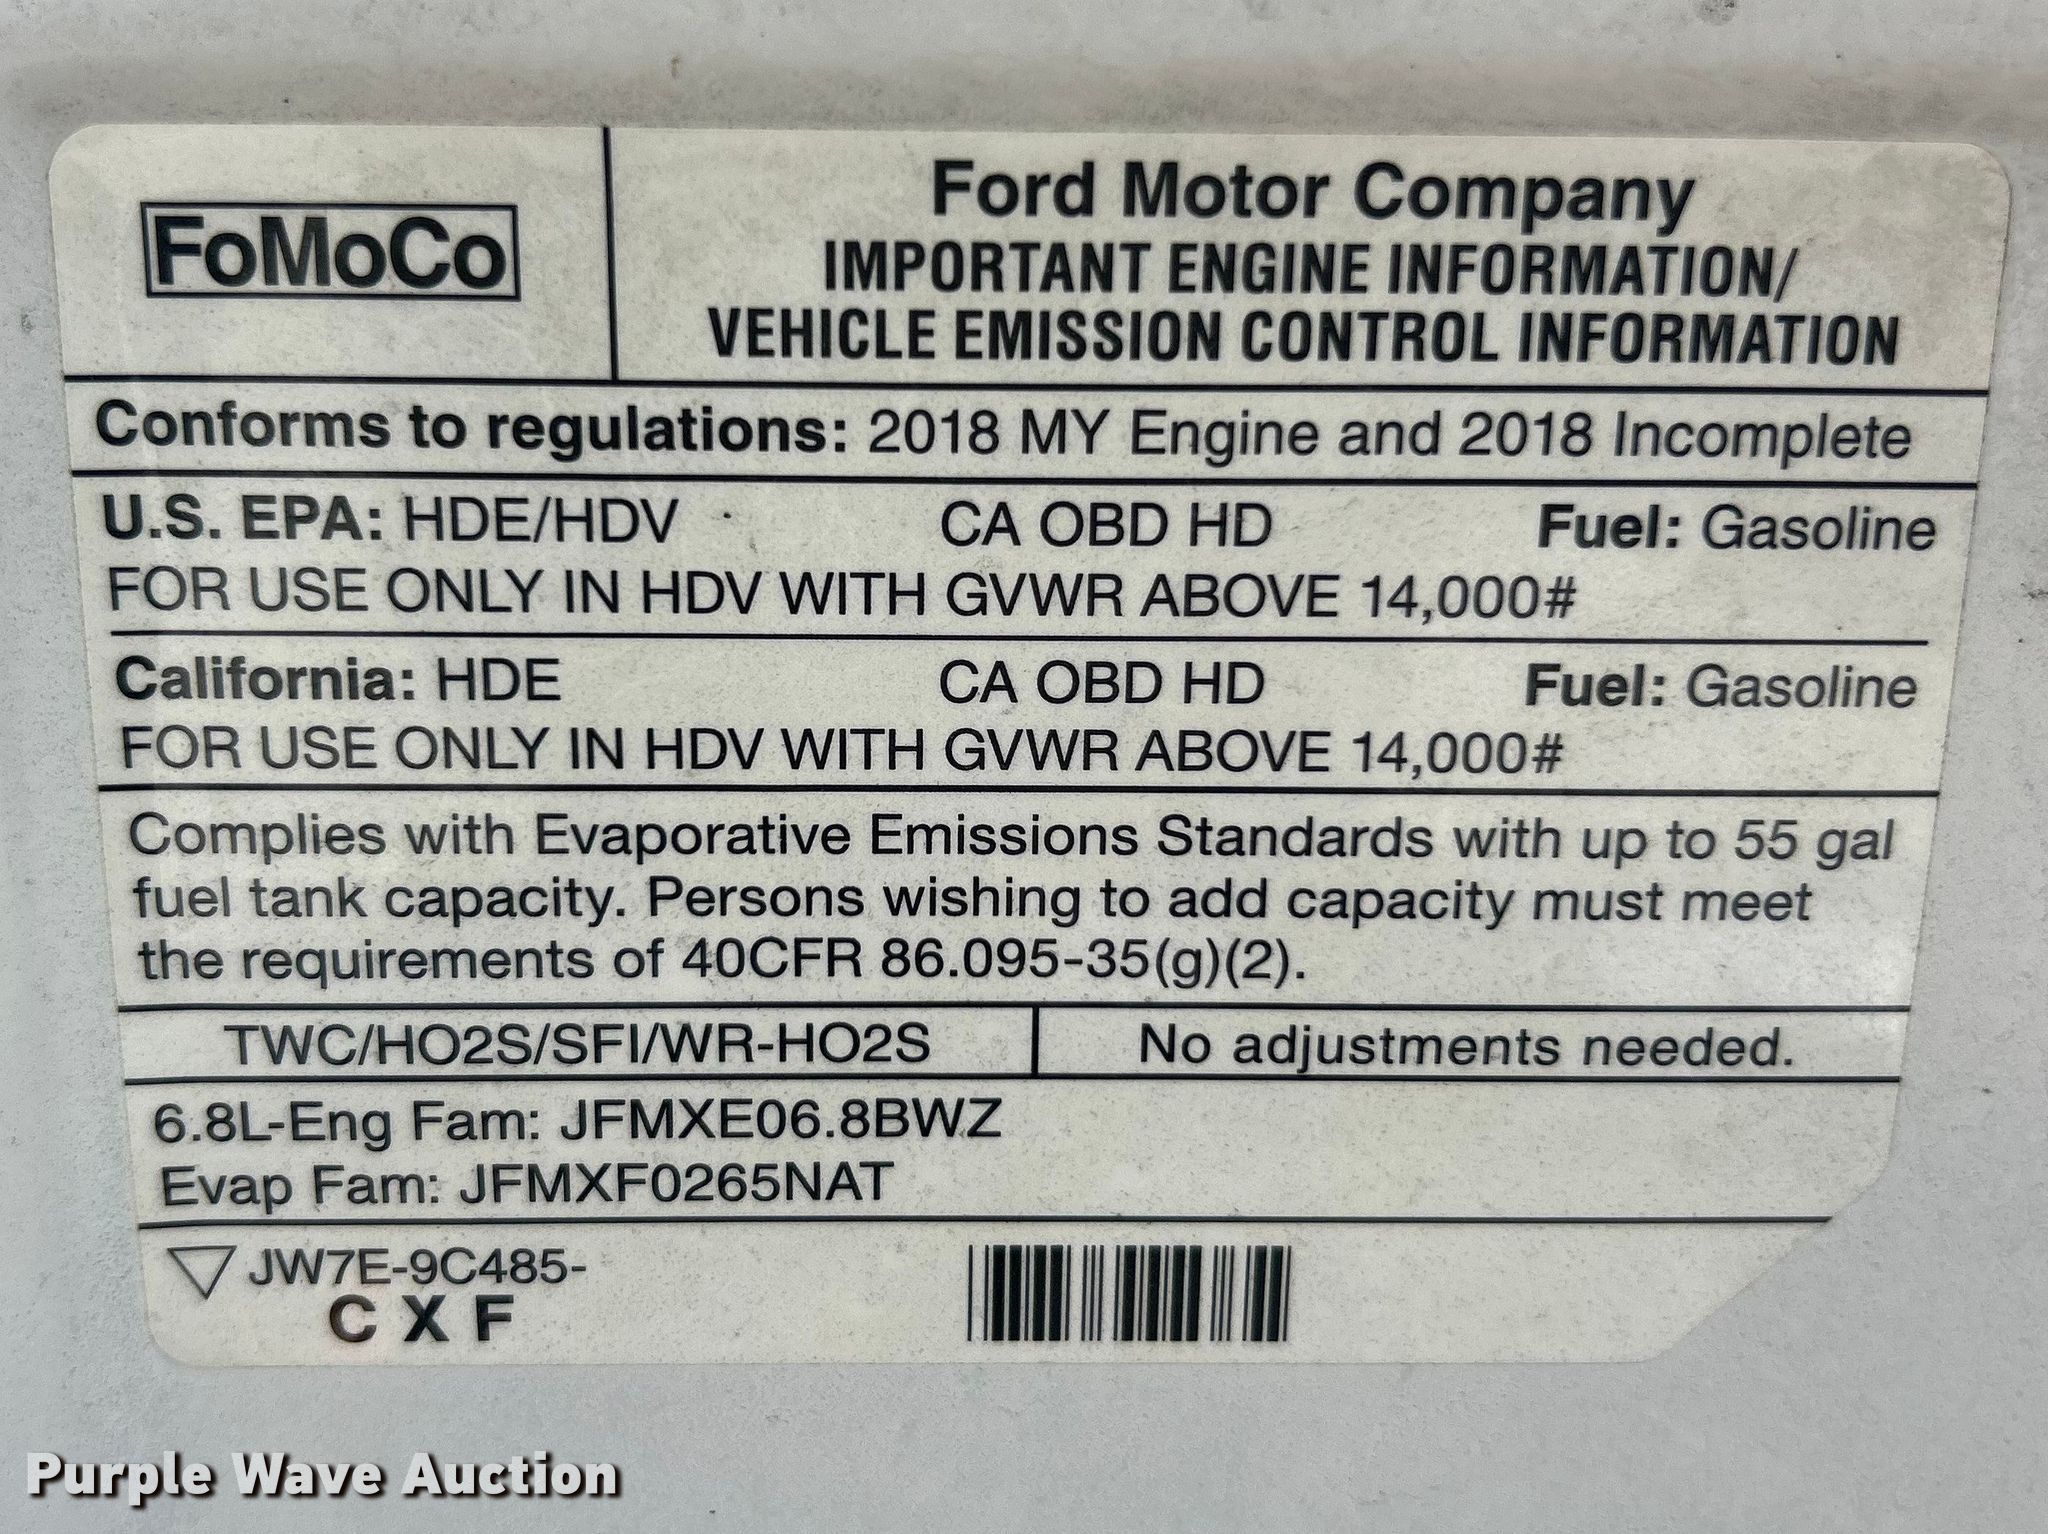 FoMoCo
Ford Motor Company
IMPORTANT ENGINE INFORMATION/
VEHICLE EMISSION CONTROL INFORMATION
Conforms to regulations: 2018 MY Engine and 2018 Incomplete
U.S. EPA: HDE/HDV CA OBD HD Fuel: Gasoline
FOR USE ONLY IN HDV WITH GVWR ABOVE 14,000#
California: HDE CA OBD HD Fuel: Gasoline
FOR USE ONLY IN HDV WITH GVWR ABOVE 14,000#
Complies with Evaporative Emissions Standards with up to 55 gal
fuel tank capacity. Persons wishing to add capacity must meet
the requirements of 40CFR 86.095-35(g)(2).
TWC/HO2S/SFI/WR-HO2S No adjustments needed.
6.8L-Eng Fam: JFMXE06.8BWZ
Evap Fam: JFMXF0265NAT
JW7E-9C485-
C X F
Purple Wave Auction